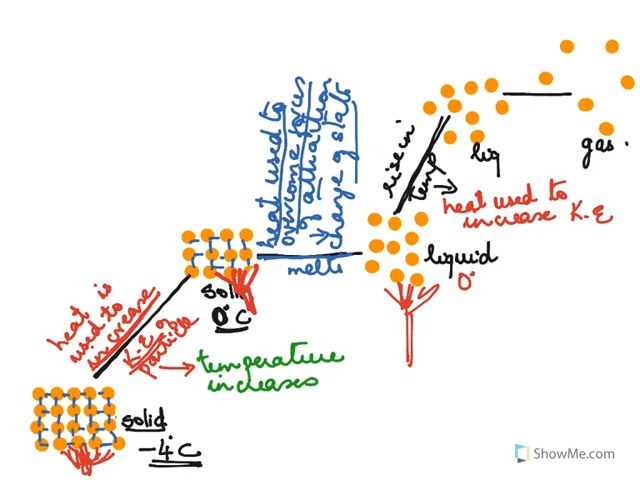 heat used to
overcome forces
of attraction
change of state
rise in
temp
liq
gas.
heat used to
increase K.E
melts
liquid
0°
solid
0°C
heat is
used to
increase
K.E of
particle
temperature
increases
solid
-4°C
ShowMe.com